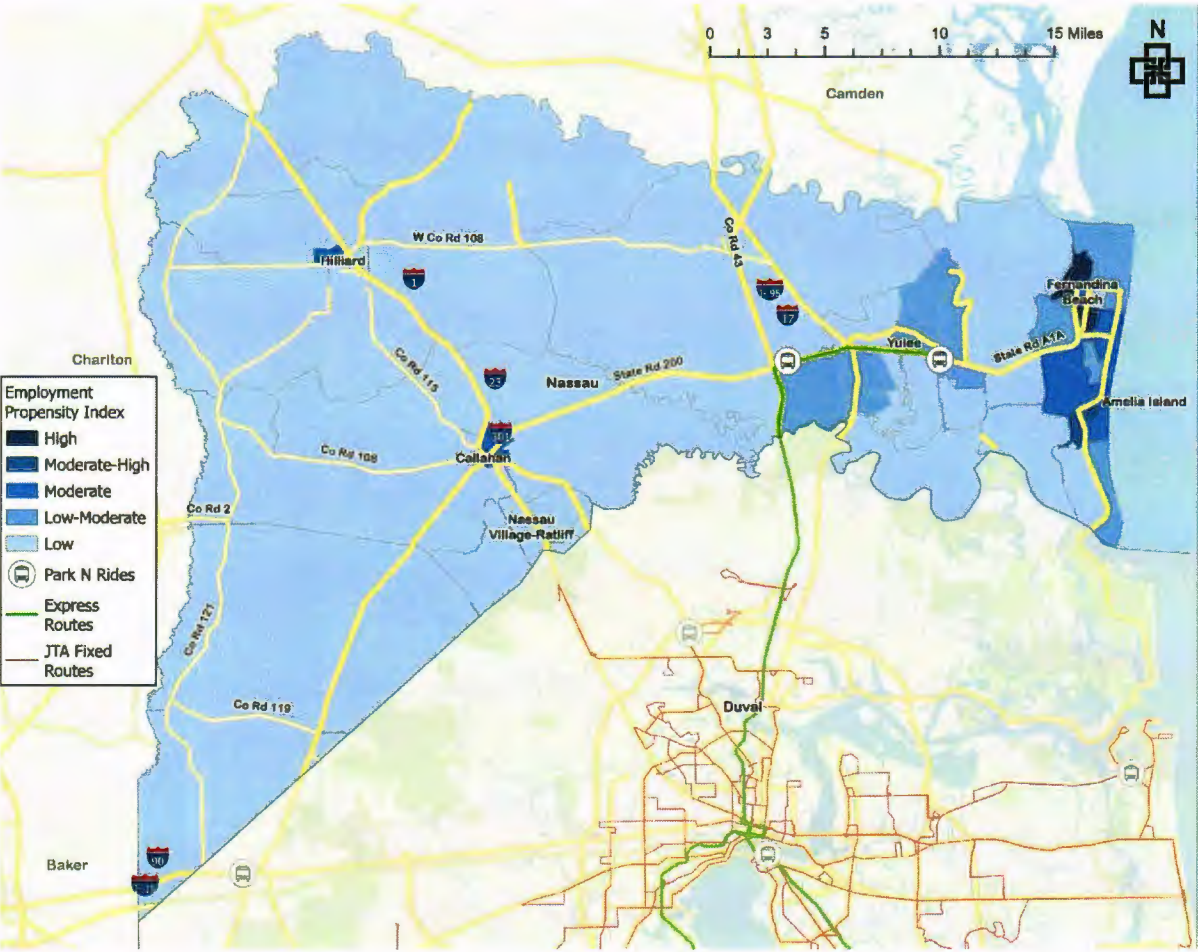 0 3 5 10 15 Miles
N
Camden
Co Rd 43
W Co Rd 108
Hilliard
1
I-95
17
Fernandina
Beach
Yulee
State Rd A1A
Charlton
Co Rd 115
23
Nassau
State Rd 200
Amelia Island
301
Callahan
Co Rd 108
Co Rd 2
Nassau
Village-Ratliff
Co Rd 121
Co Rd 119
Duval
90
Baker
Employment
Propensity Index
High
Moderate-High
Moderate
Low-Moderate
Low
Park N Rides
Express
Routes
JTA Fixed
Routes